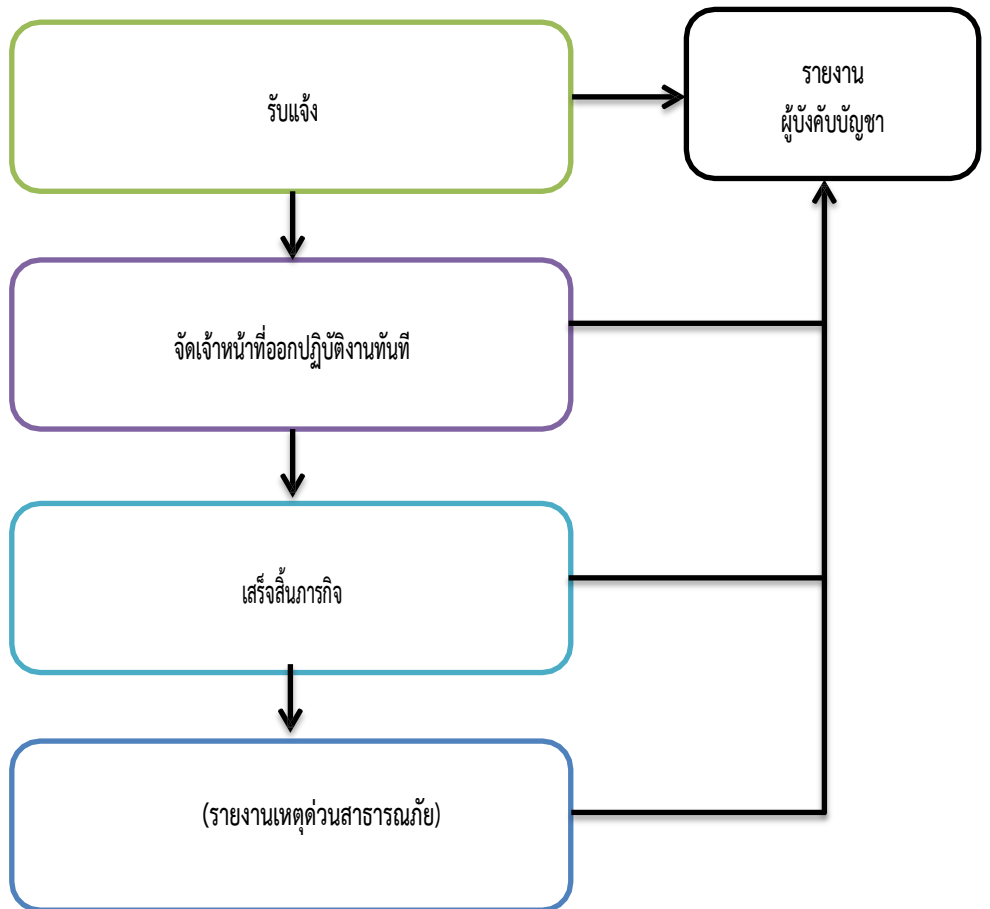 รับแจ้ง
รายงาน
ผู้บังคับบัญชา
จัดเจ้าหน้าที่ออกปฏิบัติงานทันที
เสร็จสิ้นภารกิจ
(รายงานเหตุด่วนสาธารณภัย)